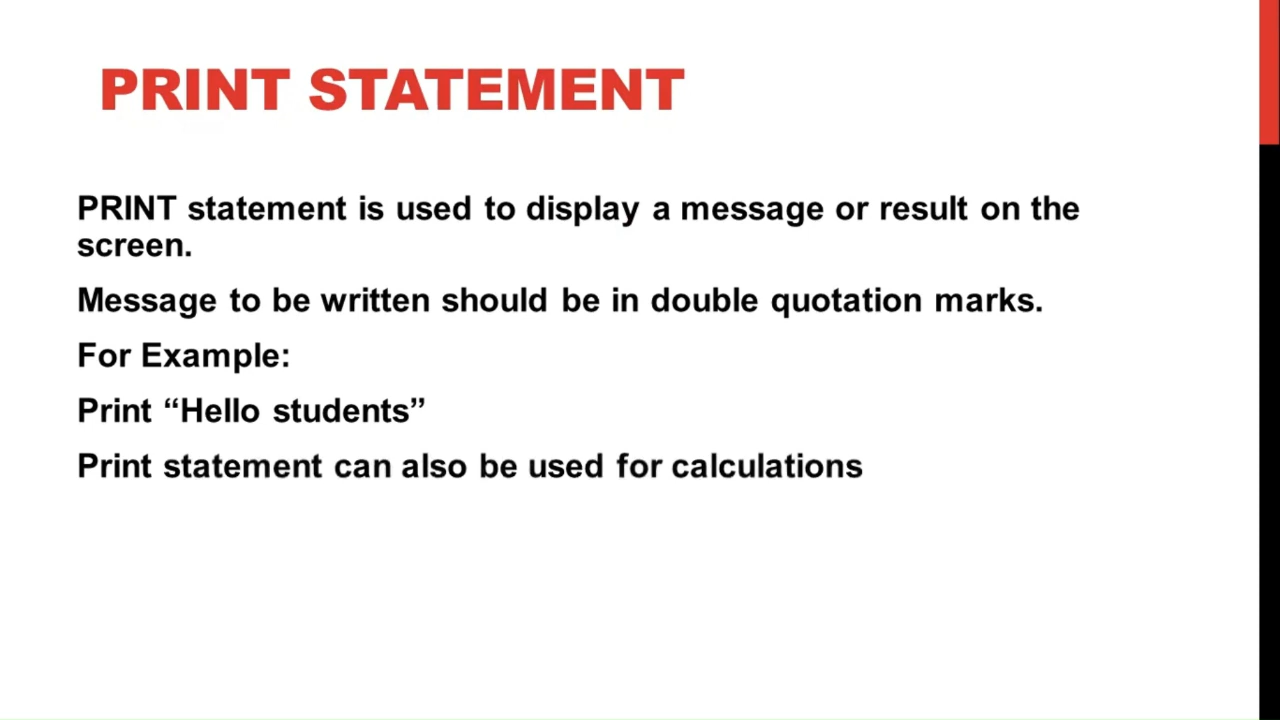 PRINT STATEMENT
PRINT statement is used to display a message or result on the
screen.
Message to be written should be in double quotation marks.
For Example:
Print “Hello students”
Print statement can also be used for calculations